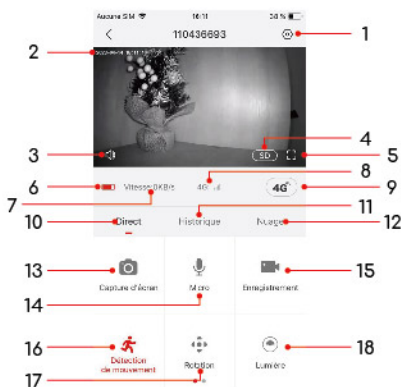 Aucune SIM 16:11 38 %
110436693 1
2
3 SD 4
5
6 Vitesse:0KB/s 4G 8
7 4G 9
10 Direct Historique 11
Nuage 12
13 Capture d'écran Micro Enregistrement 15
14
16 Détection de mouvement Rotation Lumière 18
17